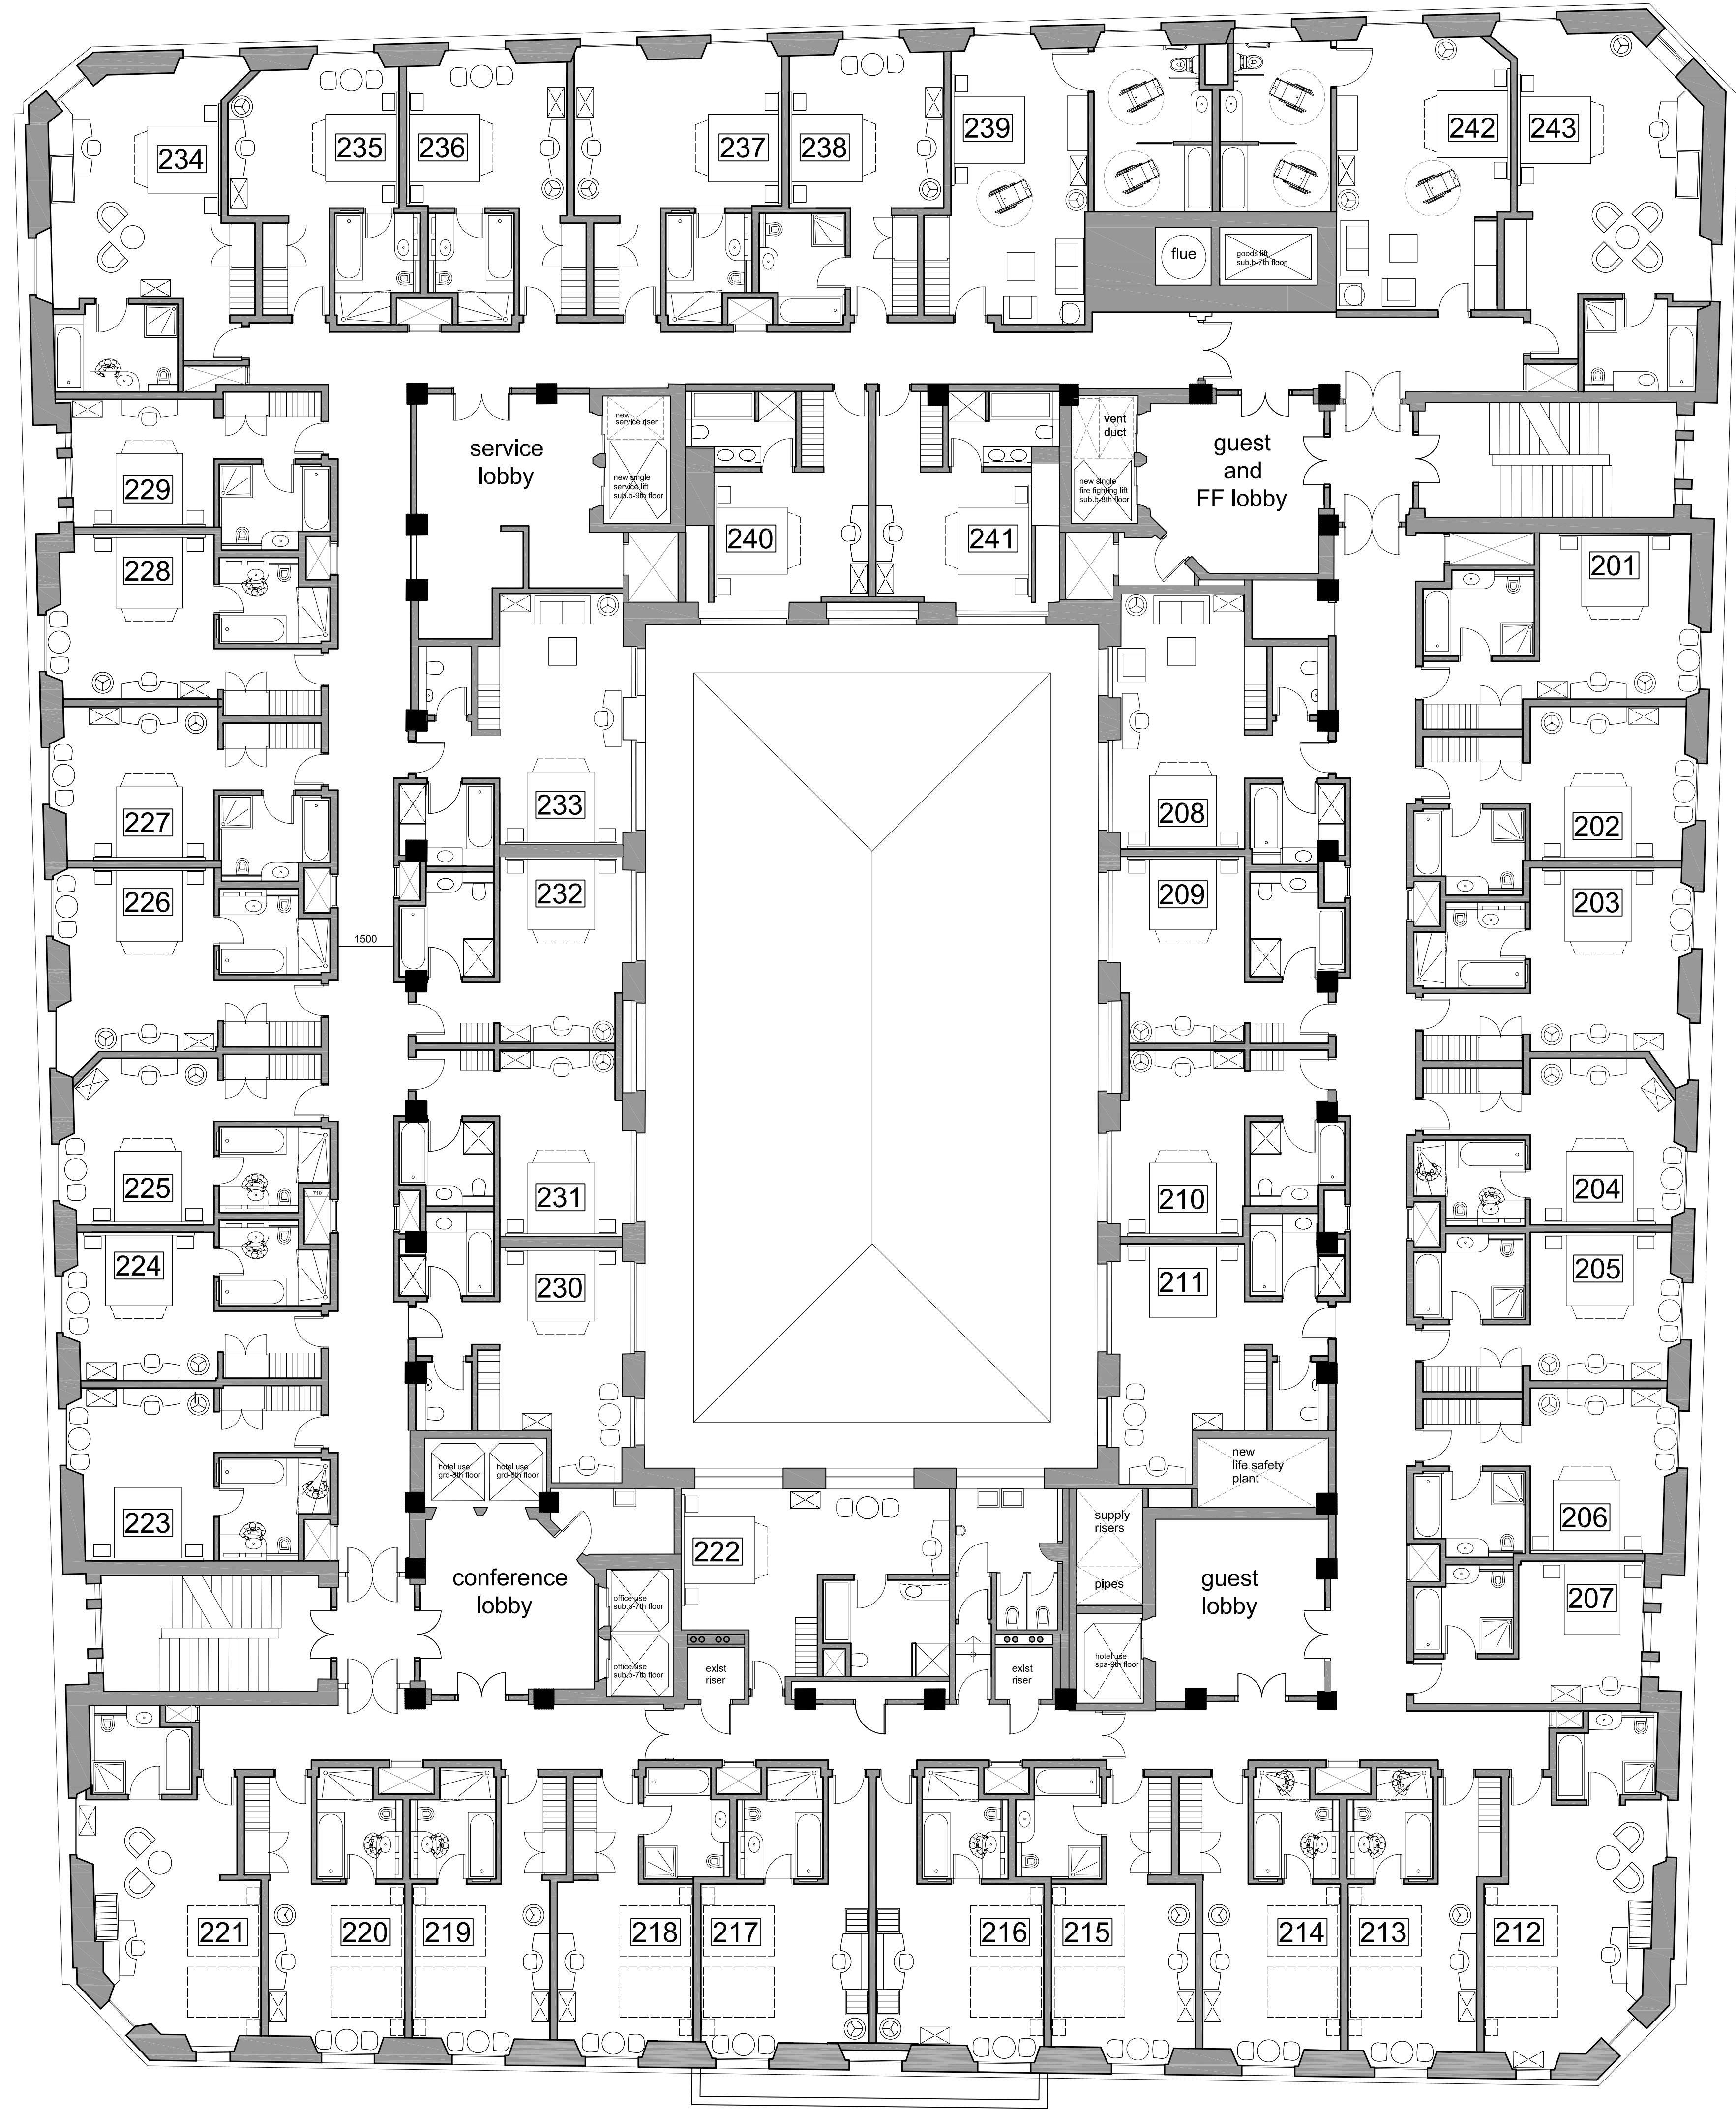 234
235
236
237
238
239
242
243
flue
goods lift
sub.b-7th floor
service
lobby
new
service riser
new single
service lift
sub.b-9th floor
240
241
vent
duct
new single
fire fighting lift
sub.b-8th floor
guest
and
FF lobby
229
228
227
226
1500
225
710
224
223
233
232
231
230
208
209
210
211
201
202
203
204
205
206
207
hotel use
grd-8th floor
hotel use
grd-8th floor
conference
lobby
office use
sub.b-7th floor
office use
sub.b-7th floor
222
exist
riser
exist
riser
supply
risers
pipes
new
life safety
plant
guest
lobby
hotel use
spa-9th floor
221
220
219
218
217
216
215
214
213
212